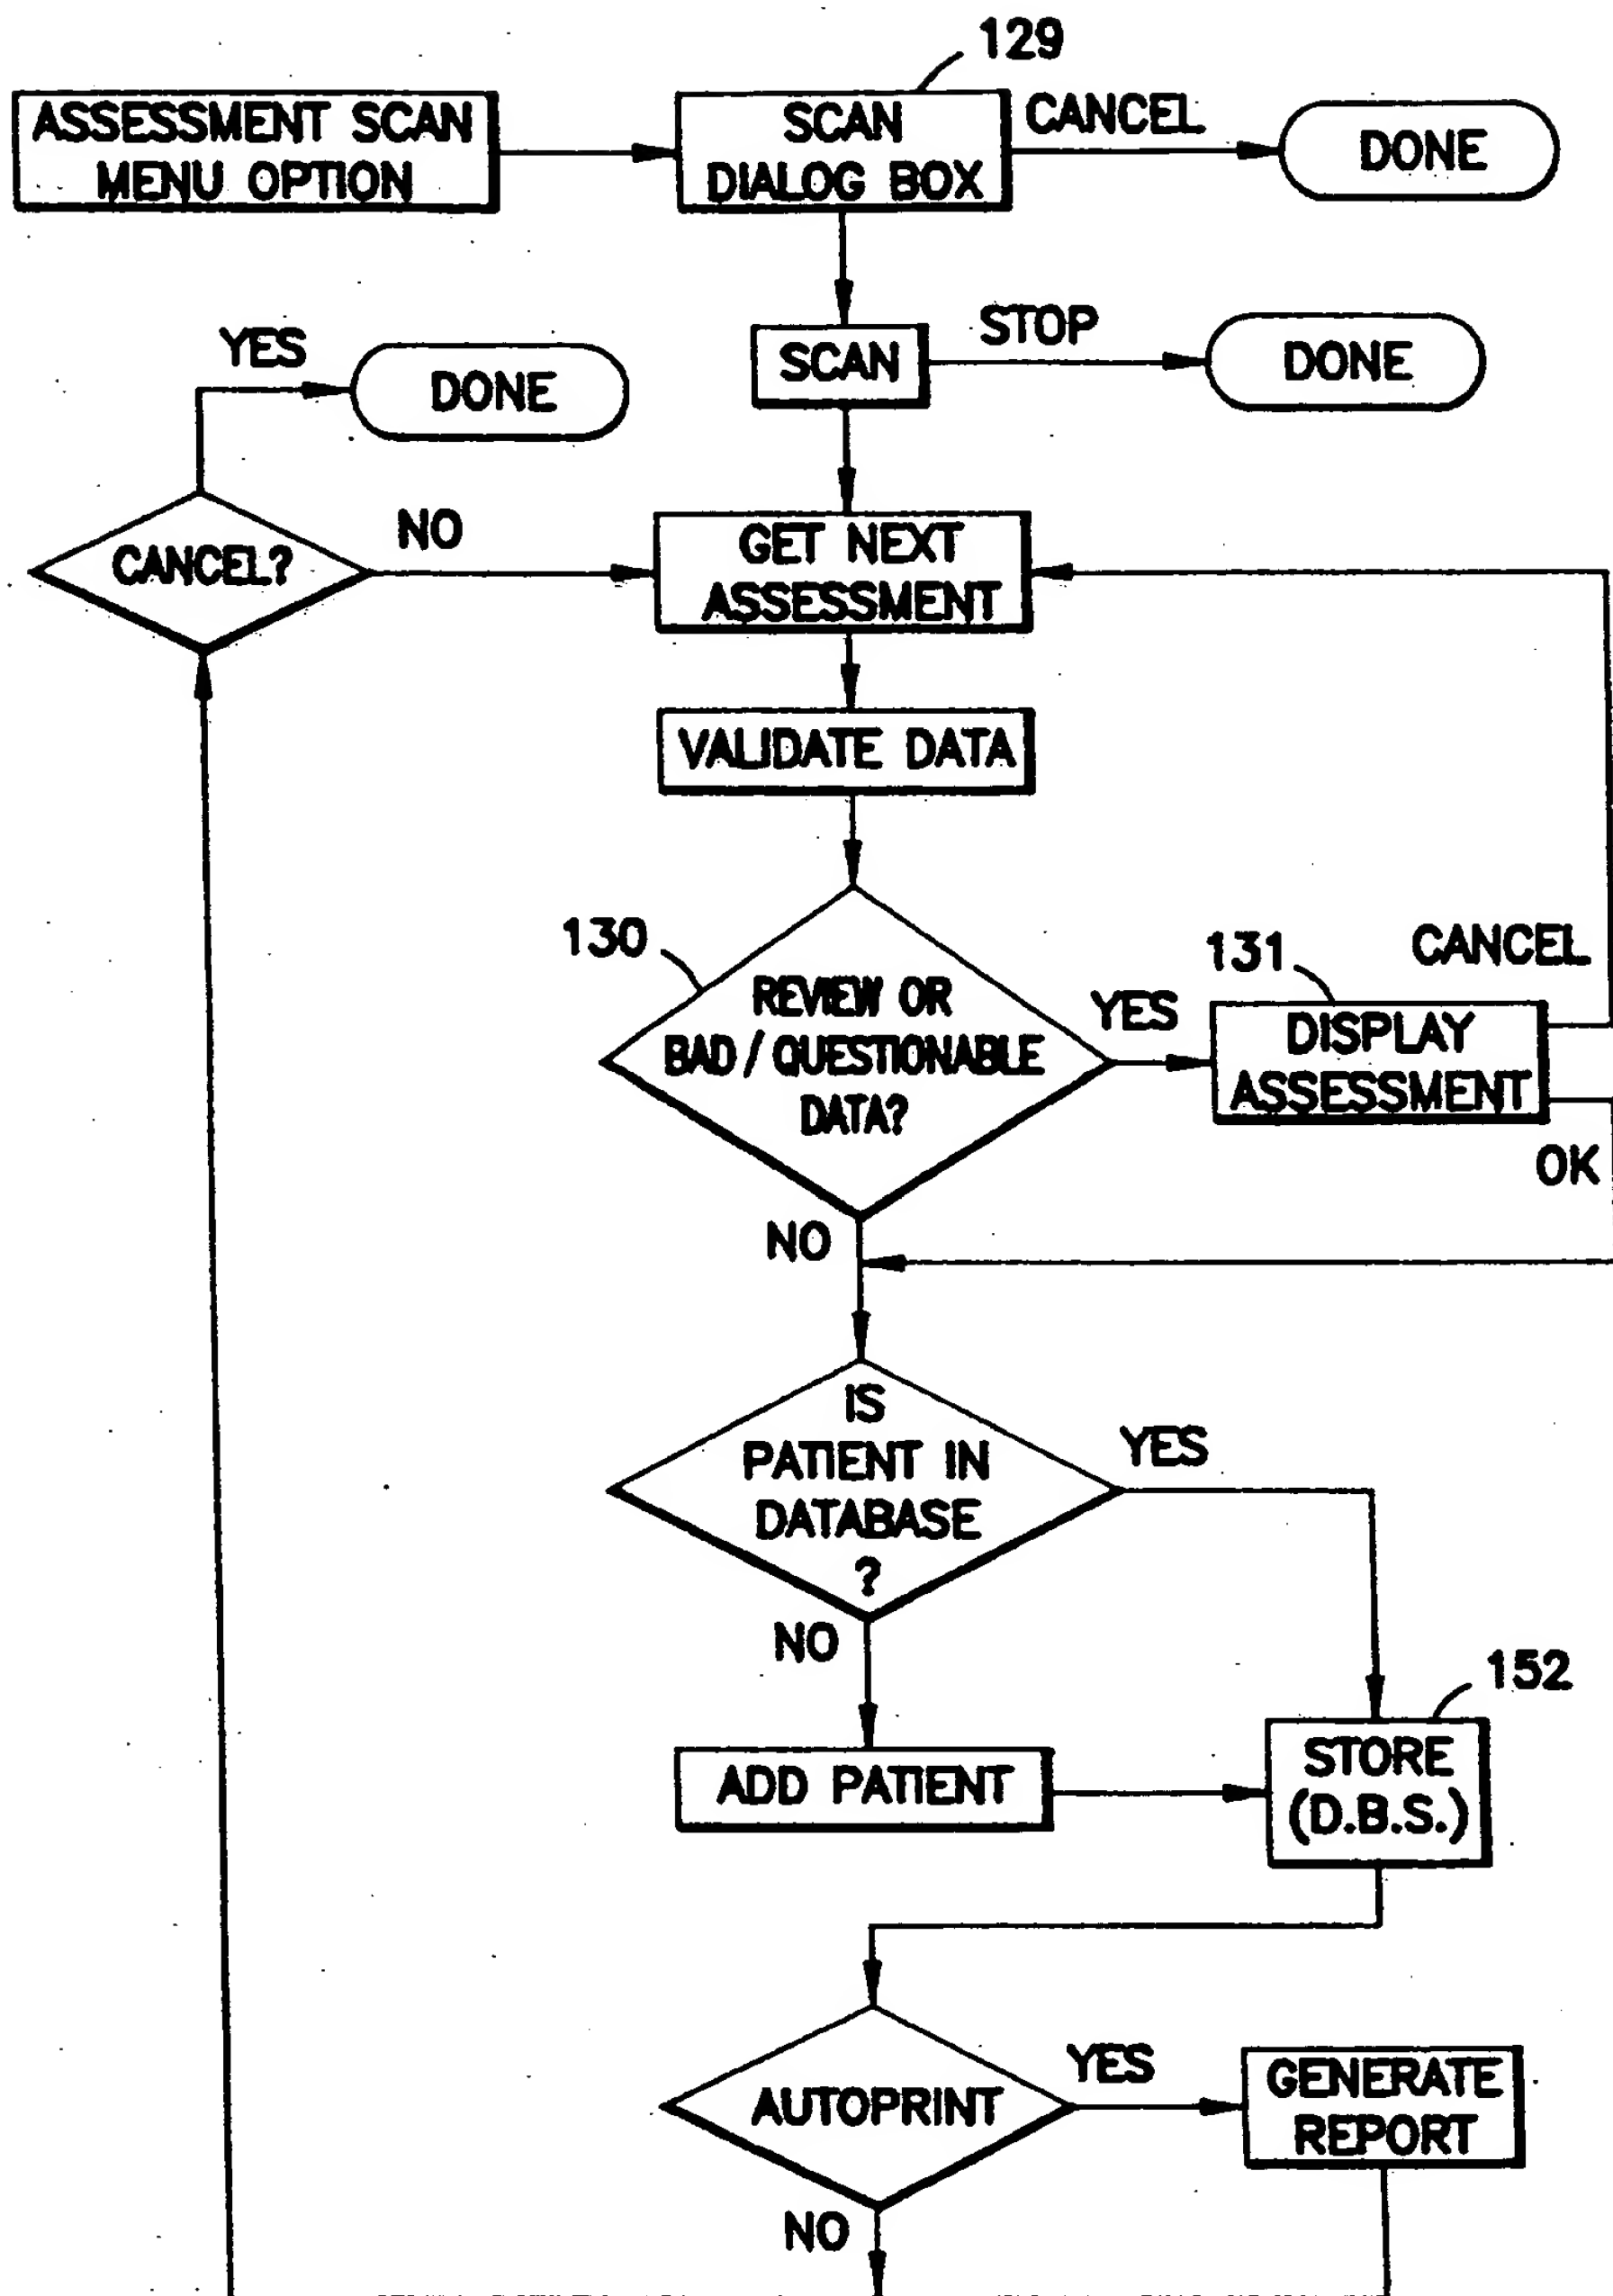 129
ASSESSMENT SCAN
MENU OPTION
SCAN
DIALOG BOX
CANCEL
DONE
SCAN
STOP
DONE
YES
DONE
CANCEL?
NO
GET NEXT
ASSESSMENT
VALIDATE DATA
130
REVIEW OR
BAD / QUESTIONABLE
DATA?
YES
131
DISPLAY
ASSESSMENT
CANCEL
OK
NO
IS
PATIENT IN
DATABASE
?
YES
NO
ADD PATIENT
152
STORE
(D.B.S.)
AUTOPRINT
YES
GENERATE
REPORT
NO